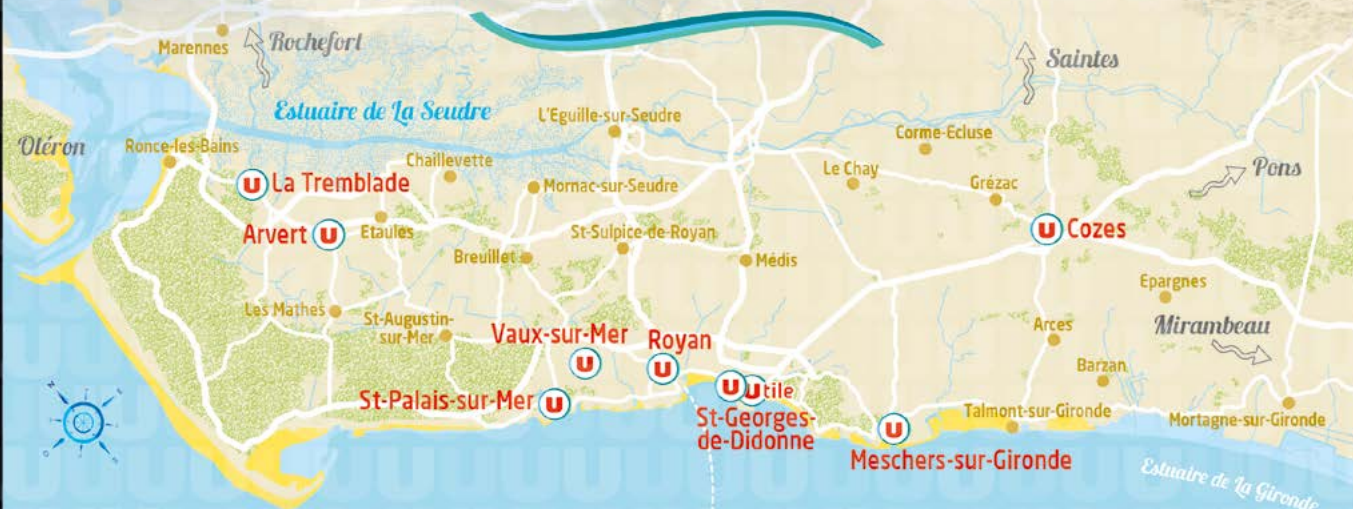 Marennes
Rochefort
Saintes
Estuaire de La Seudre
L'Eguille-sur-Seudre
Corme-Ecluse
Oléron
Ronce-les-Bains
Chaillevette
Le Chay
Pons
U La Tremblade
Mornac-sur-Seudre
Grézac
Arvert U
Etaules
St-Sulpice-de-Royan
U Cozes
Breuillet
Médis
Epargnes
Les Mathes
St-Augustin-
sur-Mer
Vaux-sur-Mer
U
Royan
U
Arces
Mirambeau
Barzan
St-Palais-sur-Mer U
U Utile
St-Georges-
de-Didonne
U
Meschers-sur-Gironde
Talmont-sur-Gironde
Mortagne-sur-Gironde
Estuaire de La Gironde
N
E
S
O